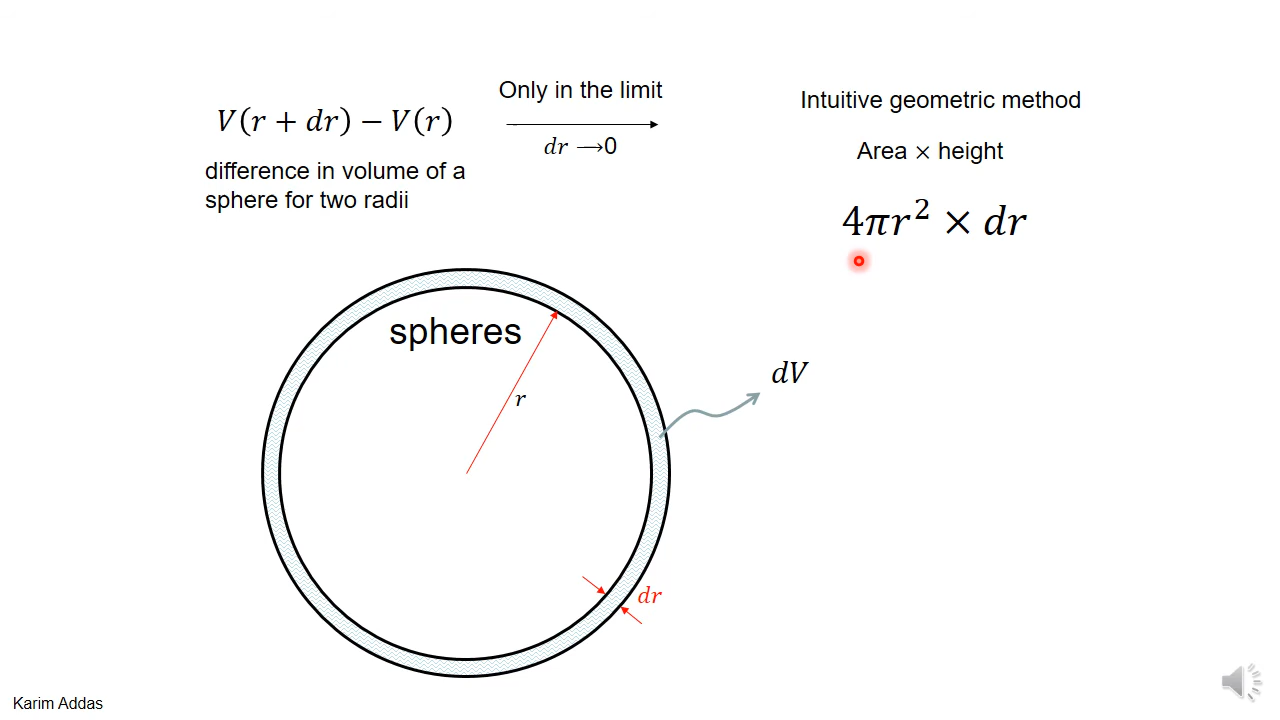 V(r + dr) − V(r)
difference in volume of a
sphere for two radii
Only in the limit
dr ⟶0
Intuitive geometric method
Area × height
4πr² × dr
spheres
r
dV
dr
Karim Addas